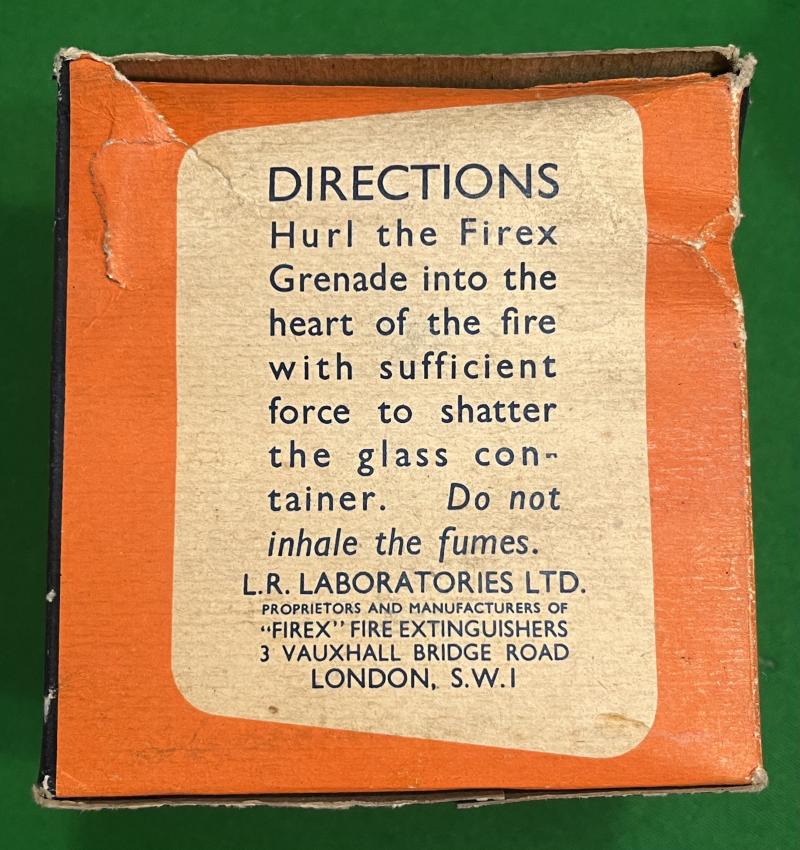 DIRECTIONS
Hurl the Firex
Grenade into the
heart of the fire
with sufficient
force to shatter
the glass con-
tainer. Do not
inhale the fumes.
L.R. LABORATORIES LTD.
PROPRIETORS AND MANUFACTURERS OF
“FIREX” FIRE EXTINGUISHERS
3 VAUXHALL BRIDGE ROAD
LONDON, S.W.1